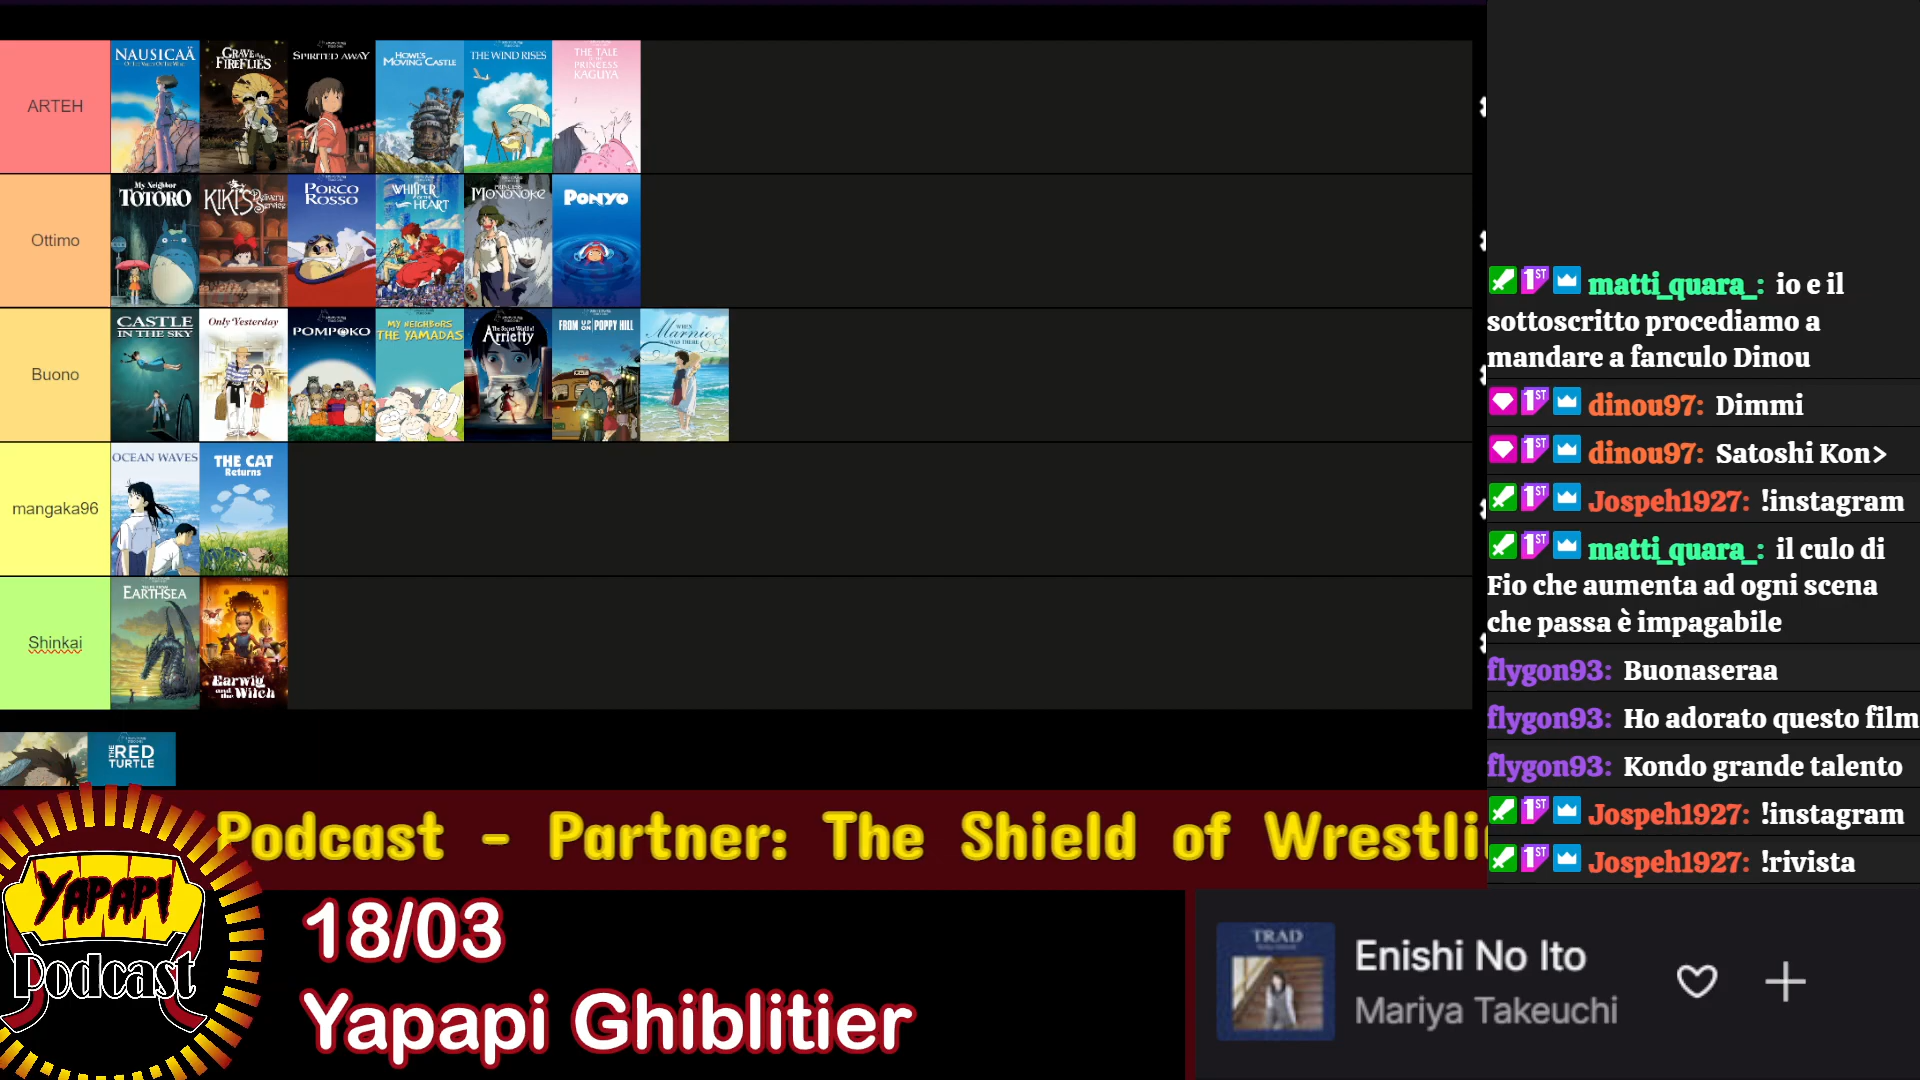 ARTEH
NAUSICAÄ
GRAVE of the FIREFLIES
SPIRITED AWAY
HOWL'S MOVING CASTLE
THE WIND RISES
THE TALE
PRINCESS
KAGUYA
Ottimo
My Neighbor TOTORO
KIKI'S Delivery Service
PORCO ROSSO
WHISPER OF THE HEART
PRINCESS MONONOKE
PONYO
Buono
CASTLE IN THE SKY
Only Yesterday
POMPOKO
MY NEIGHBORS THE YAMADAS
The Secret World of Arrietty
FROM UP ON POPPY HILL
WHEN Marnie WAS THERE
mangaka96
OCEAN WAVES
THE CAT Returns
Shinkai
TALES FROM EARTHSEA
Earwig and the Witch
THE RED TURTLE
matti_quara_: io e il
sottoscritto procediamo a
mandare a fanculo Dinou
dinou97: Dimmi
dinou97: Satoshi Kon>
Jospeh1927: !instagram
matti_quara_: il culo di
Fio che aumenta ad ogni scena
che passa è impagabile
flygon93: Buonaseraa
flygon93: Ho adorato questo film
flygon93: Kondo grande talento
Jospeh1927: !instagram
Jospeh1927: !rivista
Podcast - Partner: The Shield of Wrestli
YAPAPI
Podcast
18/03
Yapapi Ghiblitier
TRAD
Enishi No Ito
Mariya Takeuchi